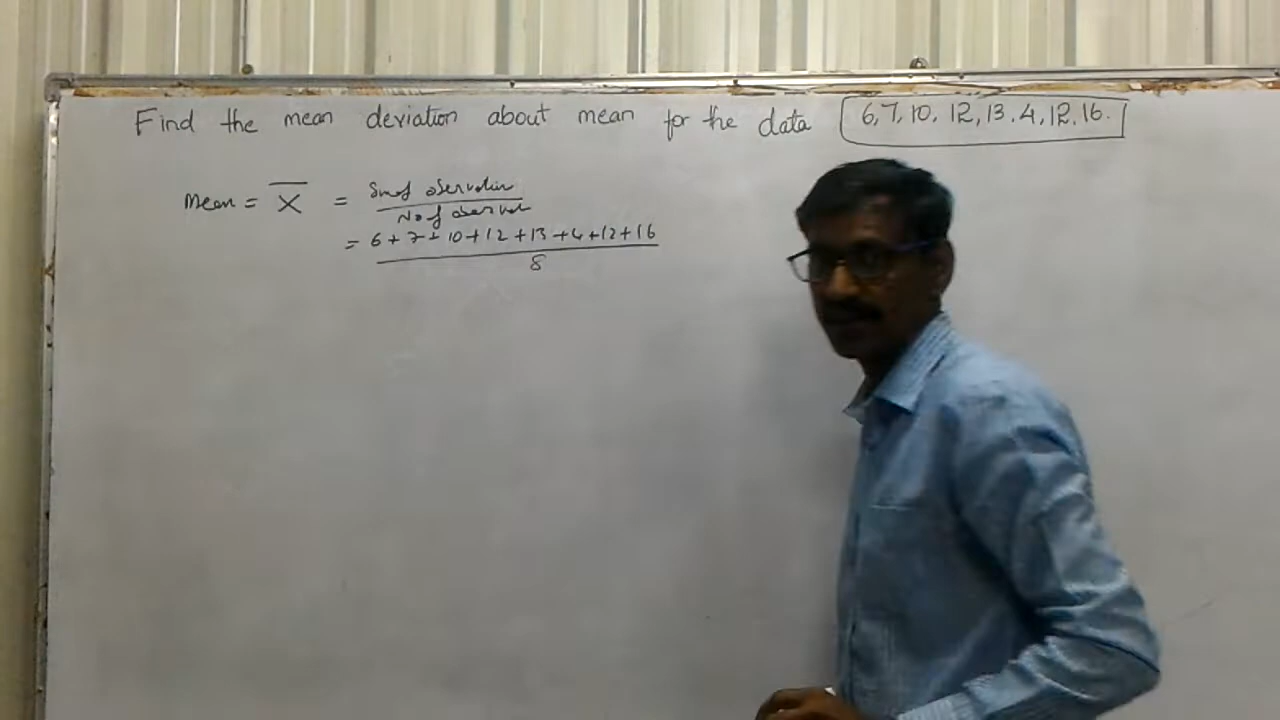 Find the mean deviation about mean for the data 6, 7, 10, 12, 13, 4, 12, 16.
Mean = X̄ = Sum of observation
No of observat
= 6 + 7 + 10 + 12 + 13 + 4 + 12 + 16
8